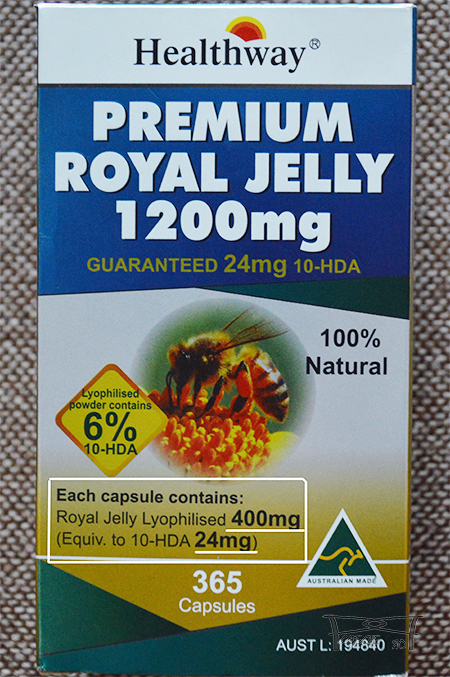 Healthway®
PREMIUM
ROYAL JELLY
1200mg
GUARANTEED 24mg 10-HDA
100%
Natural
Lyophilised
powder contains
6%
10-HDA
Each capsule contains:
Royal Jelly Lyophilised 400mg
(Equiv. to 10-HDA 24mg)
AUSTRALIAN MADE
365
Capsules
AUST L: 194840